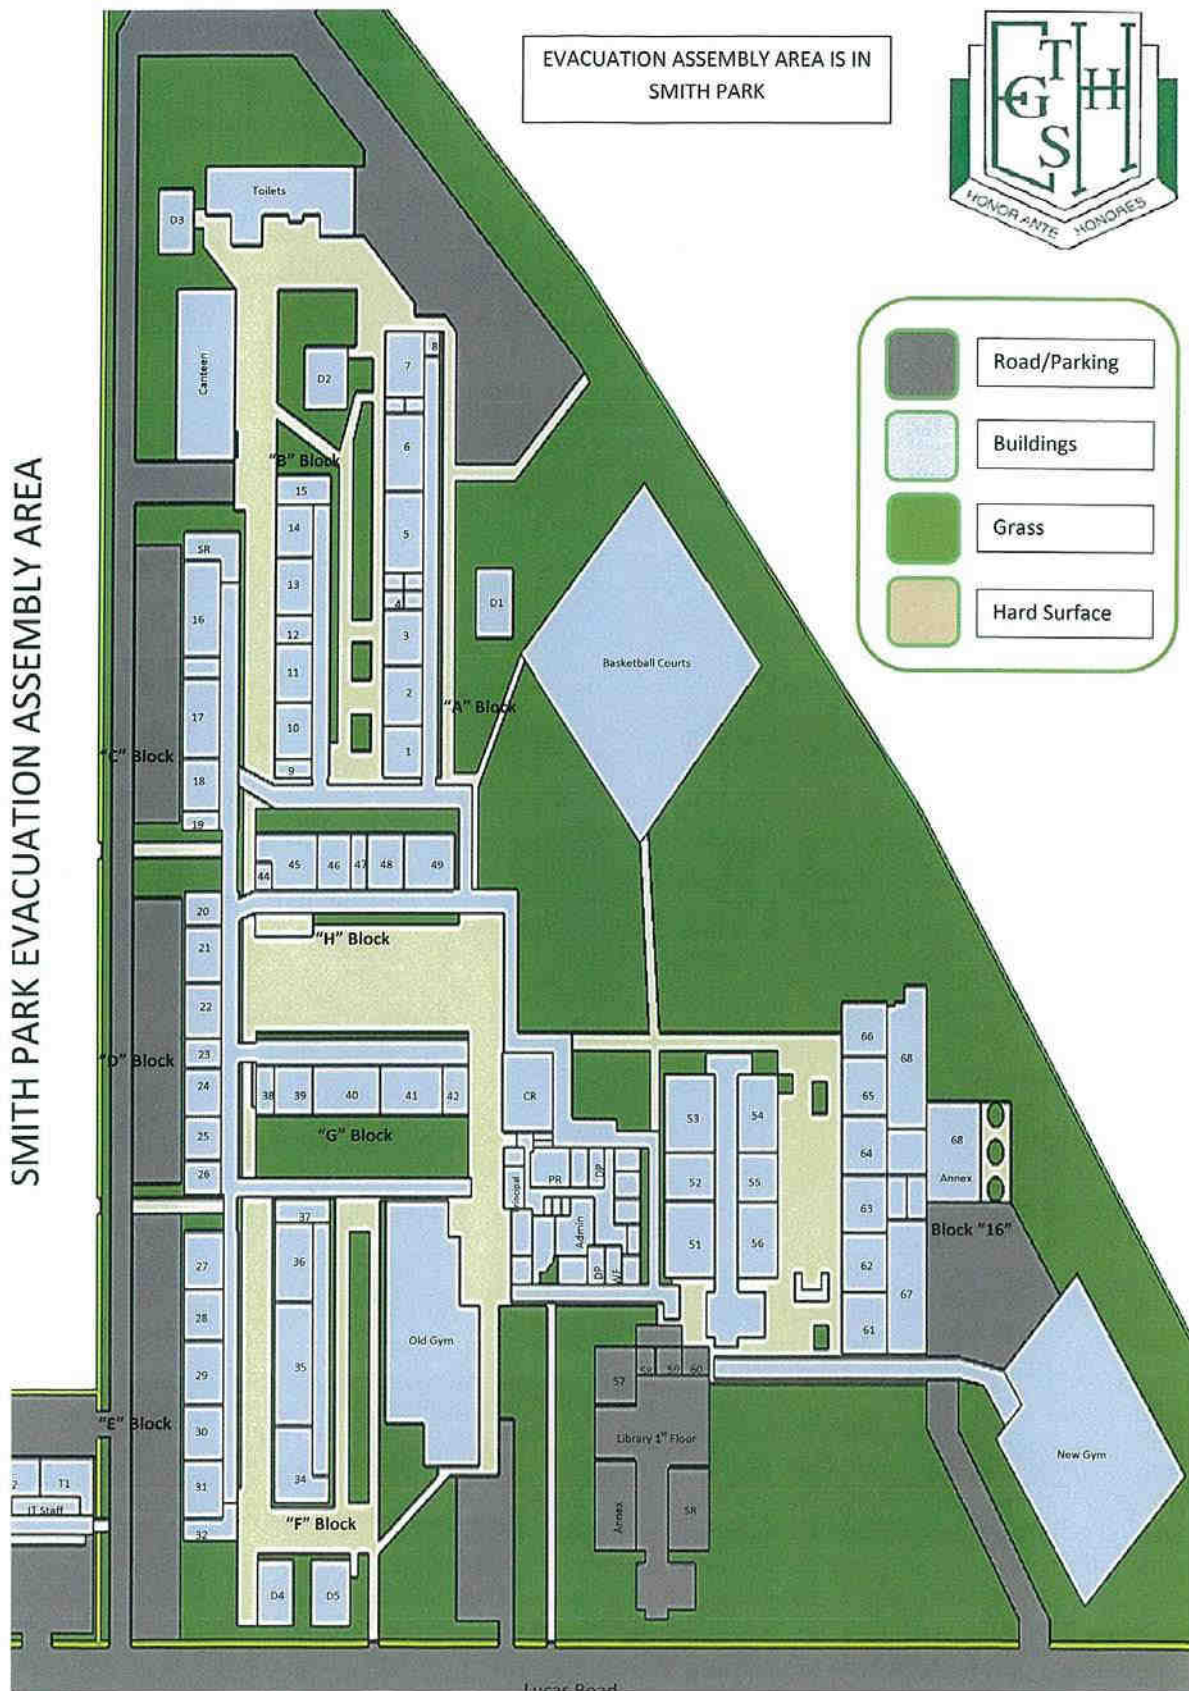 SMITH PARK EVACUATION ASSEMBLY AREA
EVACUATION ASSEMBLY AREA IS IN
SMITH PARK
E
G
T
S
H
HONOR ANTE HONORES
Road/Parking
Buildings
Grass
Hard Surface
Toilets
D3
Canteen
D2
7
8
6
"B" Block
15
14
13
12
11
10
9
5
4
3
2
1
D1
"A" Block
Basketball Courts
SR
16
17
"C" Block
18
19
44
45
46
47
48
49
"H" Block
20
21
22
23
"D" Block
24
25
26
38
39
40
41
42
"G" Block
CR
PR
DP
Admin
DP
53
54
52
55
51
56
66
68
65
64
63
62
61
67
68
Annex
Block "16"
37
36
35
34
"F" Block
Old Gym
27
28
29
"E" Block
30
31
32
T1
IT Staff
D4
D5
57
58
59
60
Library 1st Floor
Annex
SR
New Gym
Lucas Road